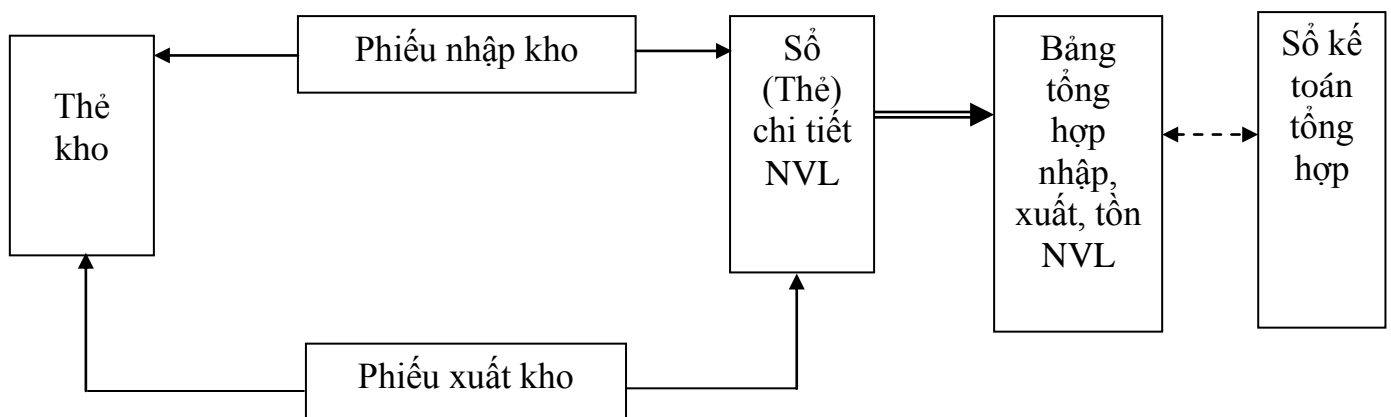 Thẻ
kho
Phiếu nhập kho
Phiếu xuất kho
Sổ
(Thẻ)
chi tiết
NVL
Bảng
tổng
hợp
nhập,
xuất, tồn
NVL
Sổ kế
toán
tổng
hợp